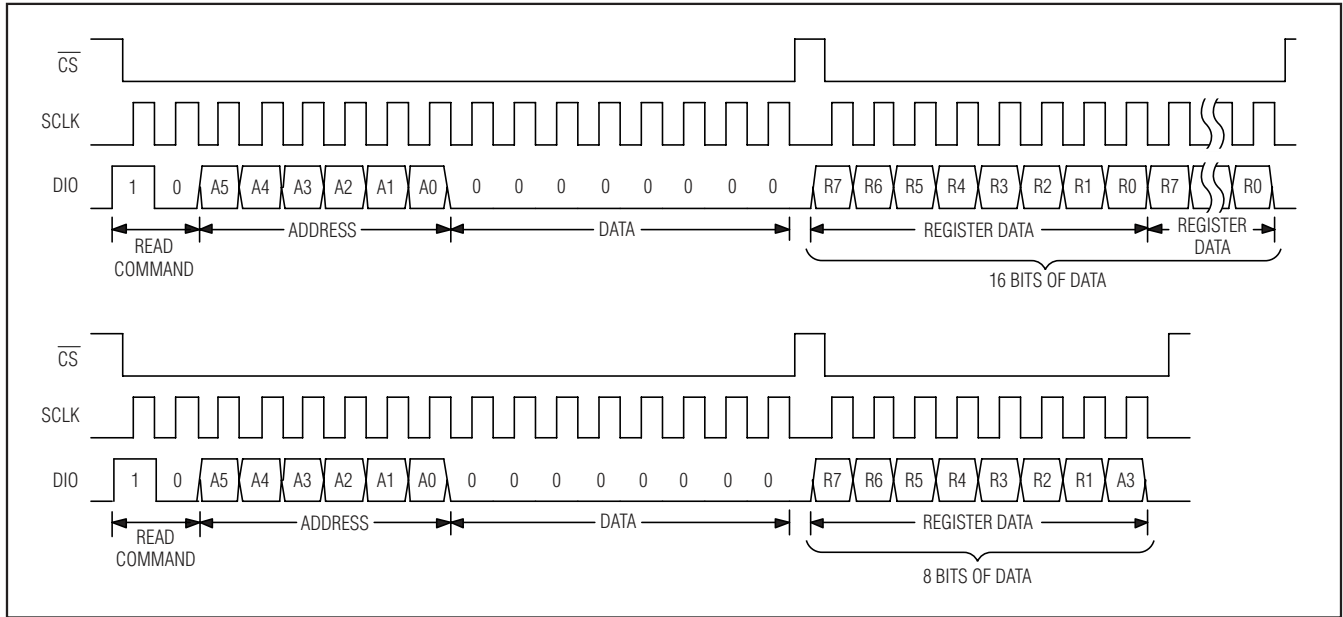 CS
SCLK
DIO 1 0 A5 A4 A3 A2 A1 A0 0 0 0 0 0 0 0 0 R7 R6 R5 R4 R3 R2 R1 R0 R7 R0
READ COMMAND
ADDRESS
DATA
REGISTER DATA
REGISTER DATA
16 BITS OF DATA
CS
SCLK
DIO 1 0 A5 A4 A3 A2 A1 A0 0 0 0 0 0 0 0 0 R7 R6 R5 R4 R3 R2 R1 A3
READ COMMAND
ADDRESS
DATA
REGISTER DATA
8 BITS OF DATA